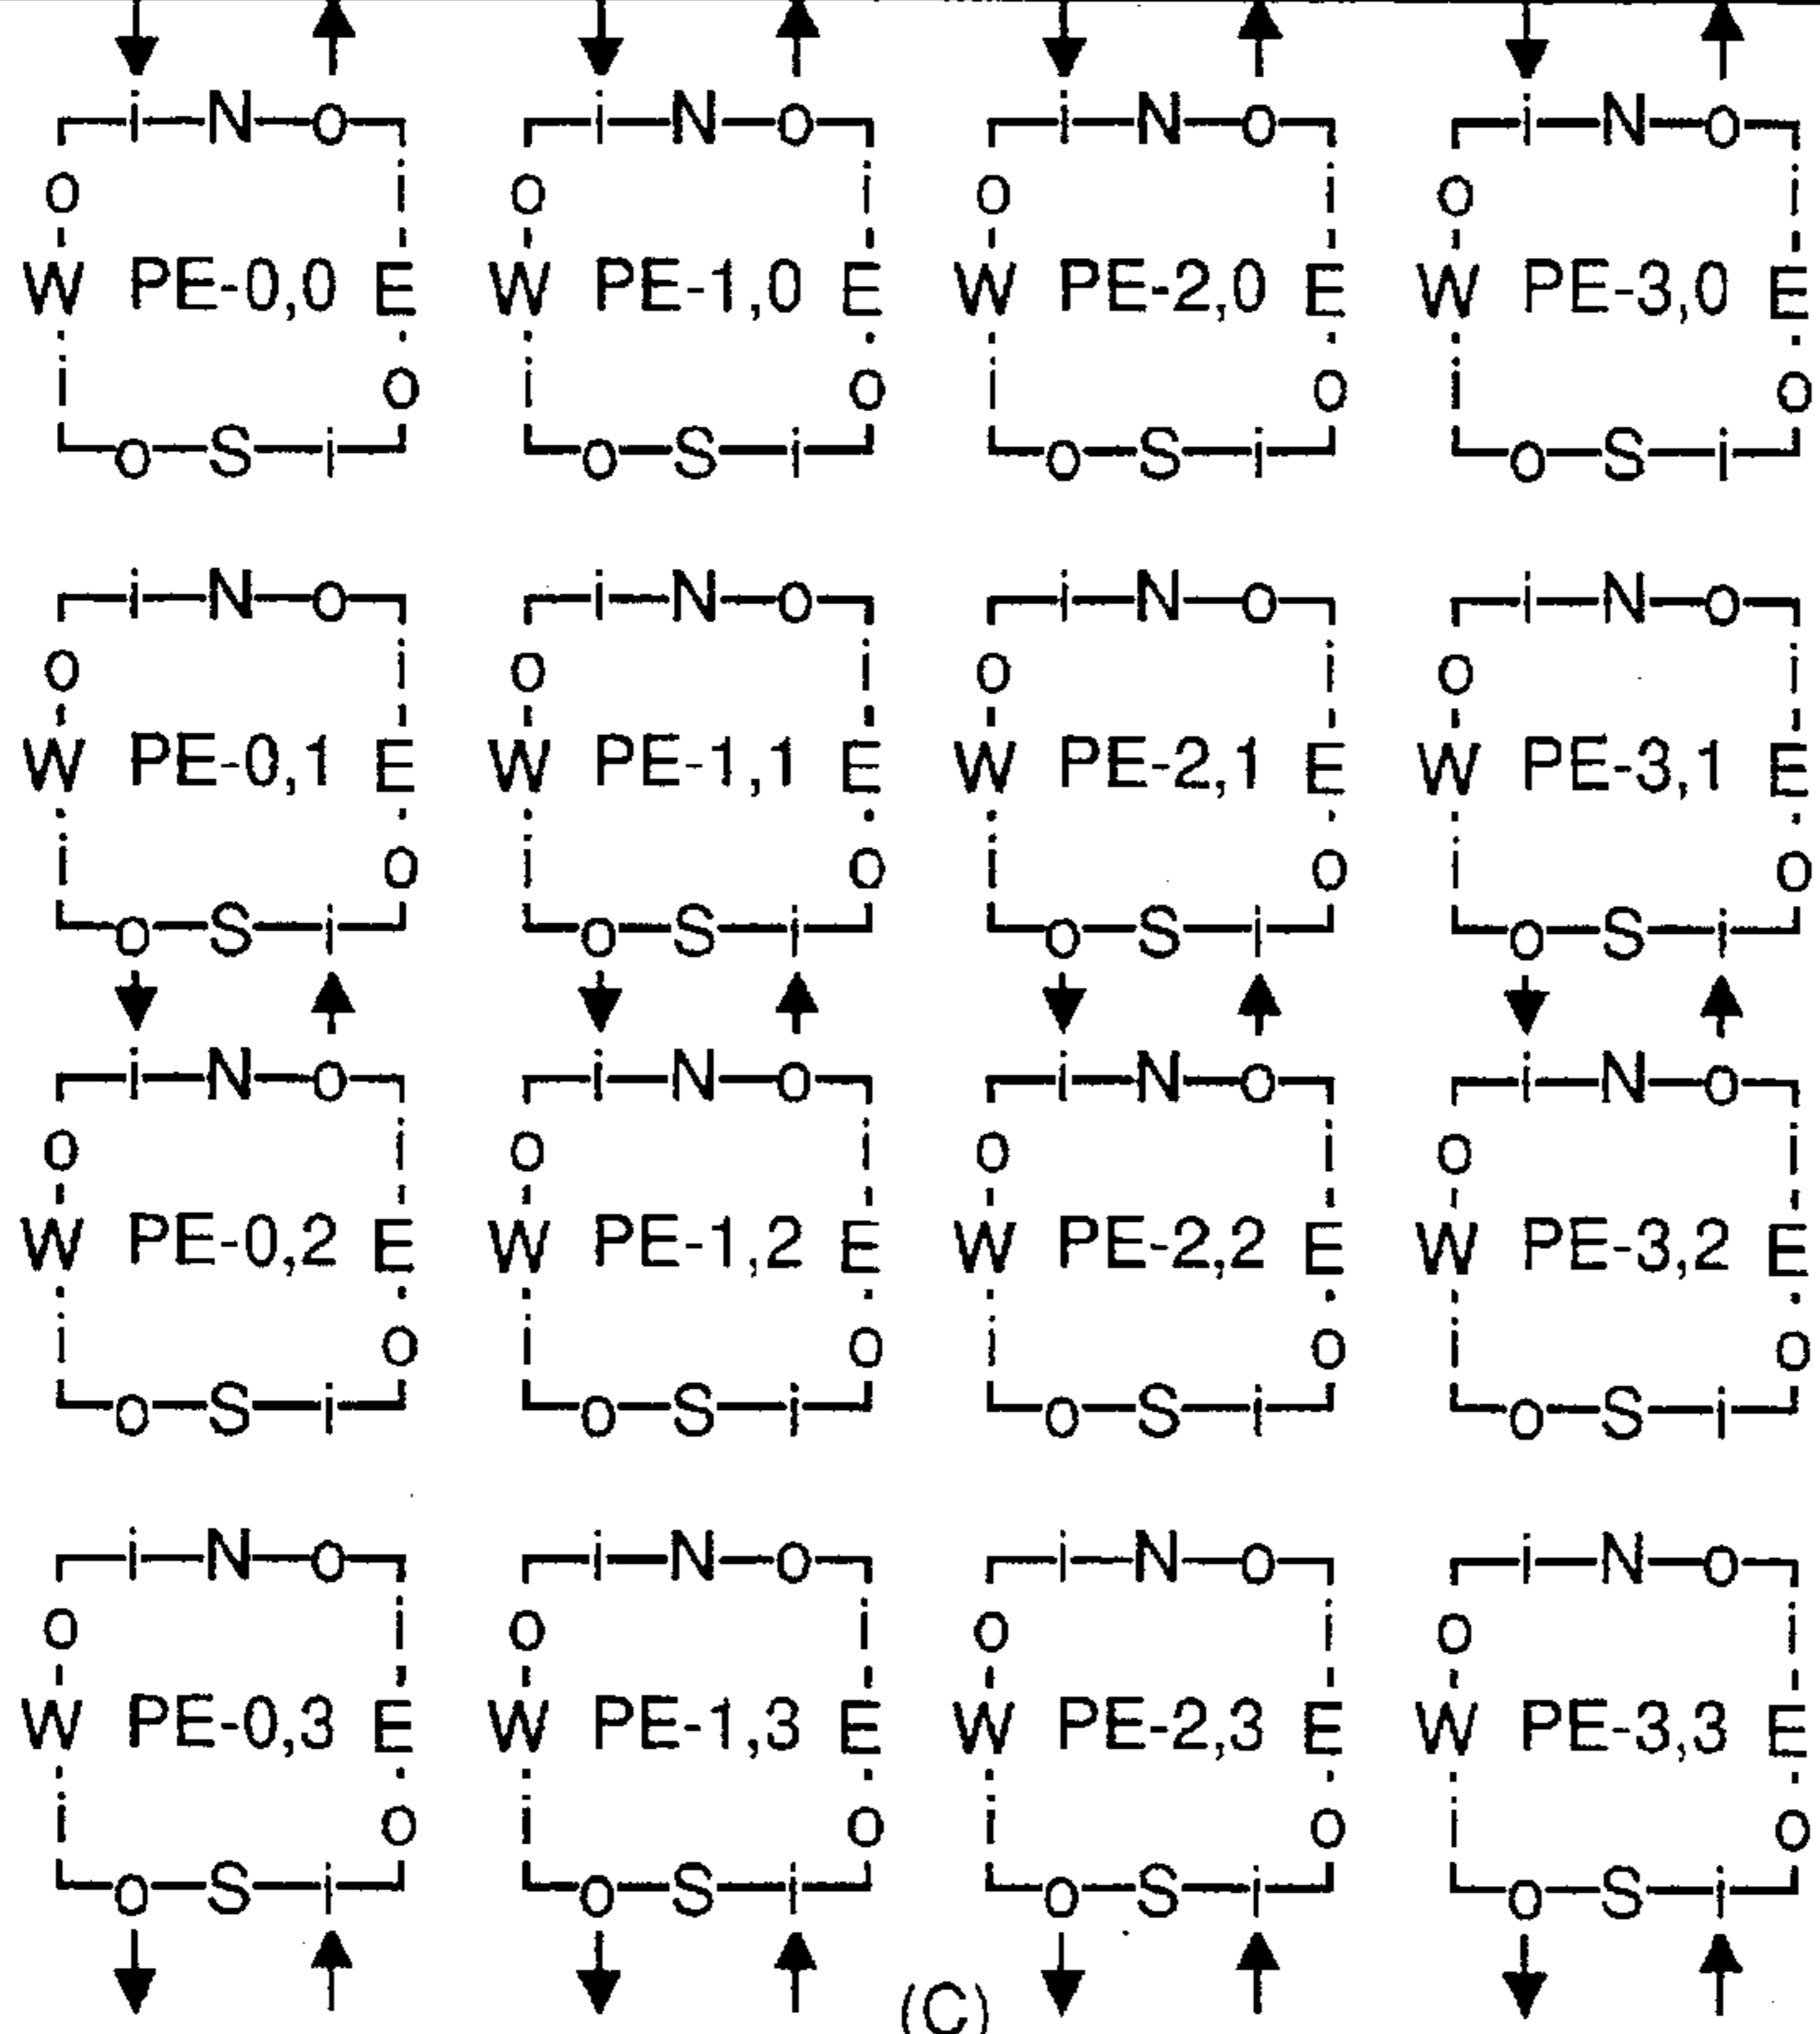 i N o i N o i N o i N o
o i o i o i o i
W PE-0,0 E W PE-1,0 E W PE-2,0 E W PE-3,0 E
i o i o i o i o
o S i o S i o S i o S i
i N o i N o i N o i N o
o i o i o i o i
W PE-0,1 E W PE-1,1 E W PE-2,1 E W PE-3,1 E
i o i o i o i o
o S i o S i o S i o S i
i N o i N o i N o i N o
o i o i o i o i
W PE-0,2 E W PE-1,2 E W PE-2,2 E W PE-3,2 E
i o i o i o i o
o S i o S i o S i o S i
i N o i N o i N o i N o
o i o i o i o i
W PE-0,3 E W PE-1,3 E W PE-2,3 E W PE-3,3 E
i o i o i o i o
o S i o S i o S i o S i
(C)